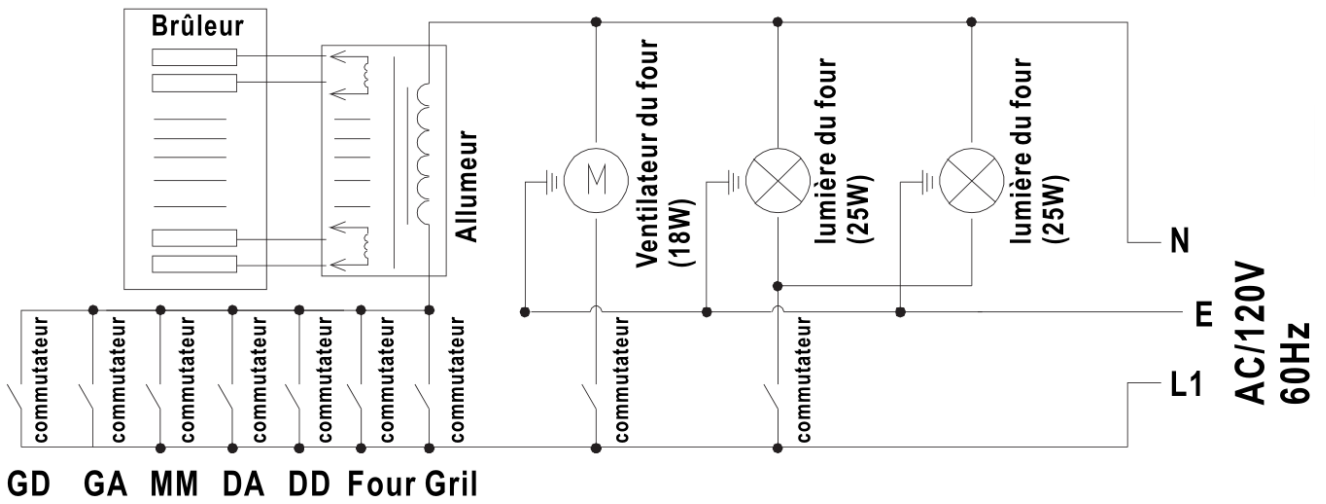 Brûleur
Allumeur
M
Ventilateur du four
(18W)
lumière du four
(25W)
lumière du four
(25W)
N
E
L1
AC/120V
60Hz
commutateur
commutateur
commutateur
commutateur
commutateur
commutateur
commutateur
commutateur
commutateur
GD GA MM DA DD Four Gril